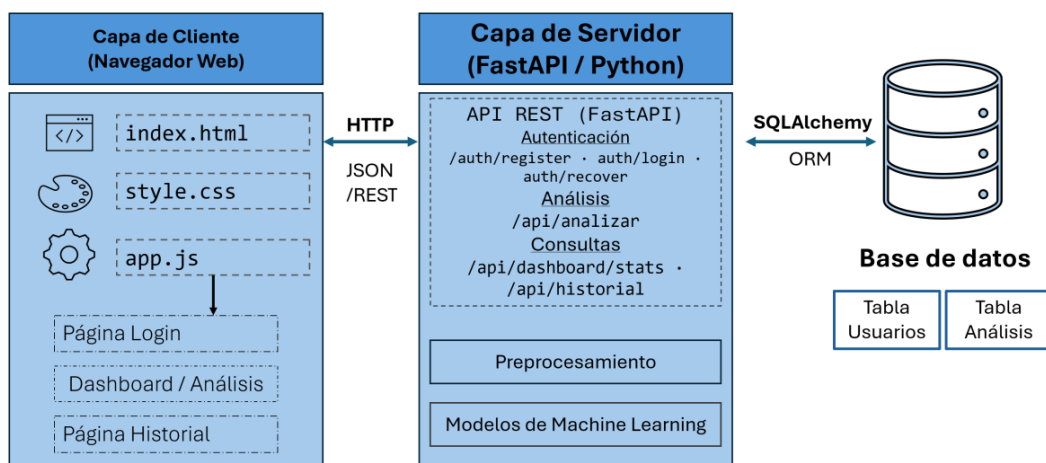 Capa de Cliente
(Navegador Web)
</>
index.html
style.css
app.js
Página Login
Dashboard / Análisis
Página Historial
HTTP
JSON
/REST
Capa de Servidor
(FastAPI / Python)
API REST (FastAPI)
Autenticación
/auth/register · auth/login ·
auth/recover
Análisis
/api/analizar
Consultas
/api/dashboard/stats ·
/api/historial
Preprocesamiento
Modelos de Machine Learning
SQLAlchemy
ORM
Base de datos
Tabla
Usuarios
Tabla
Análisis